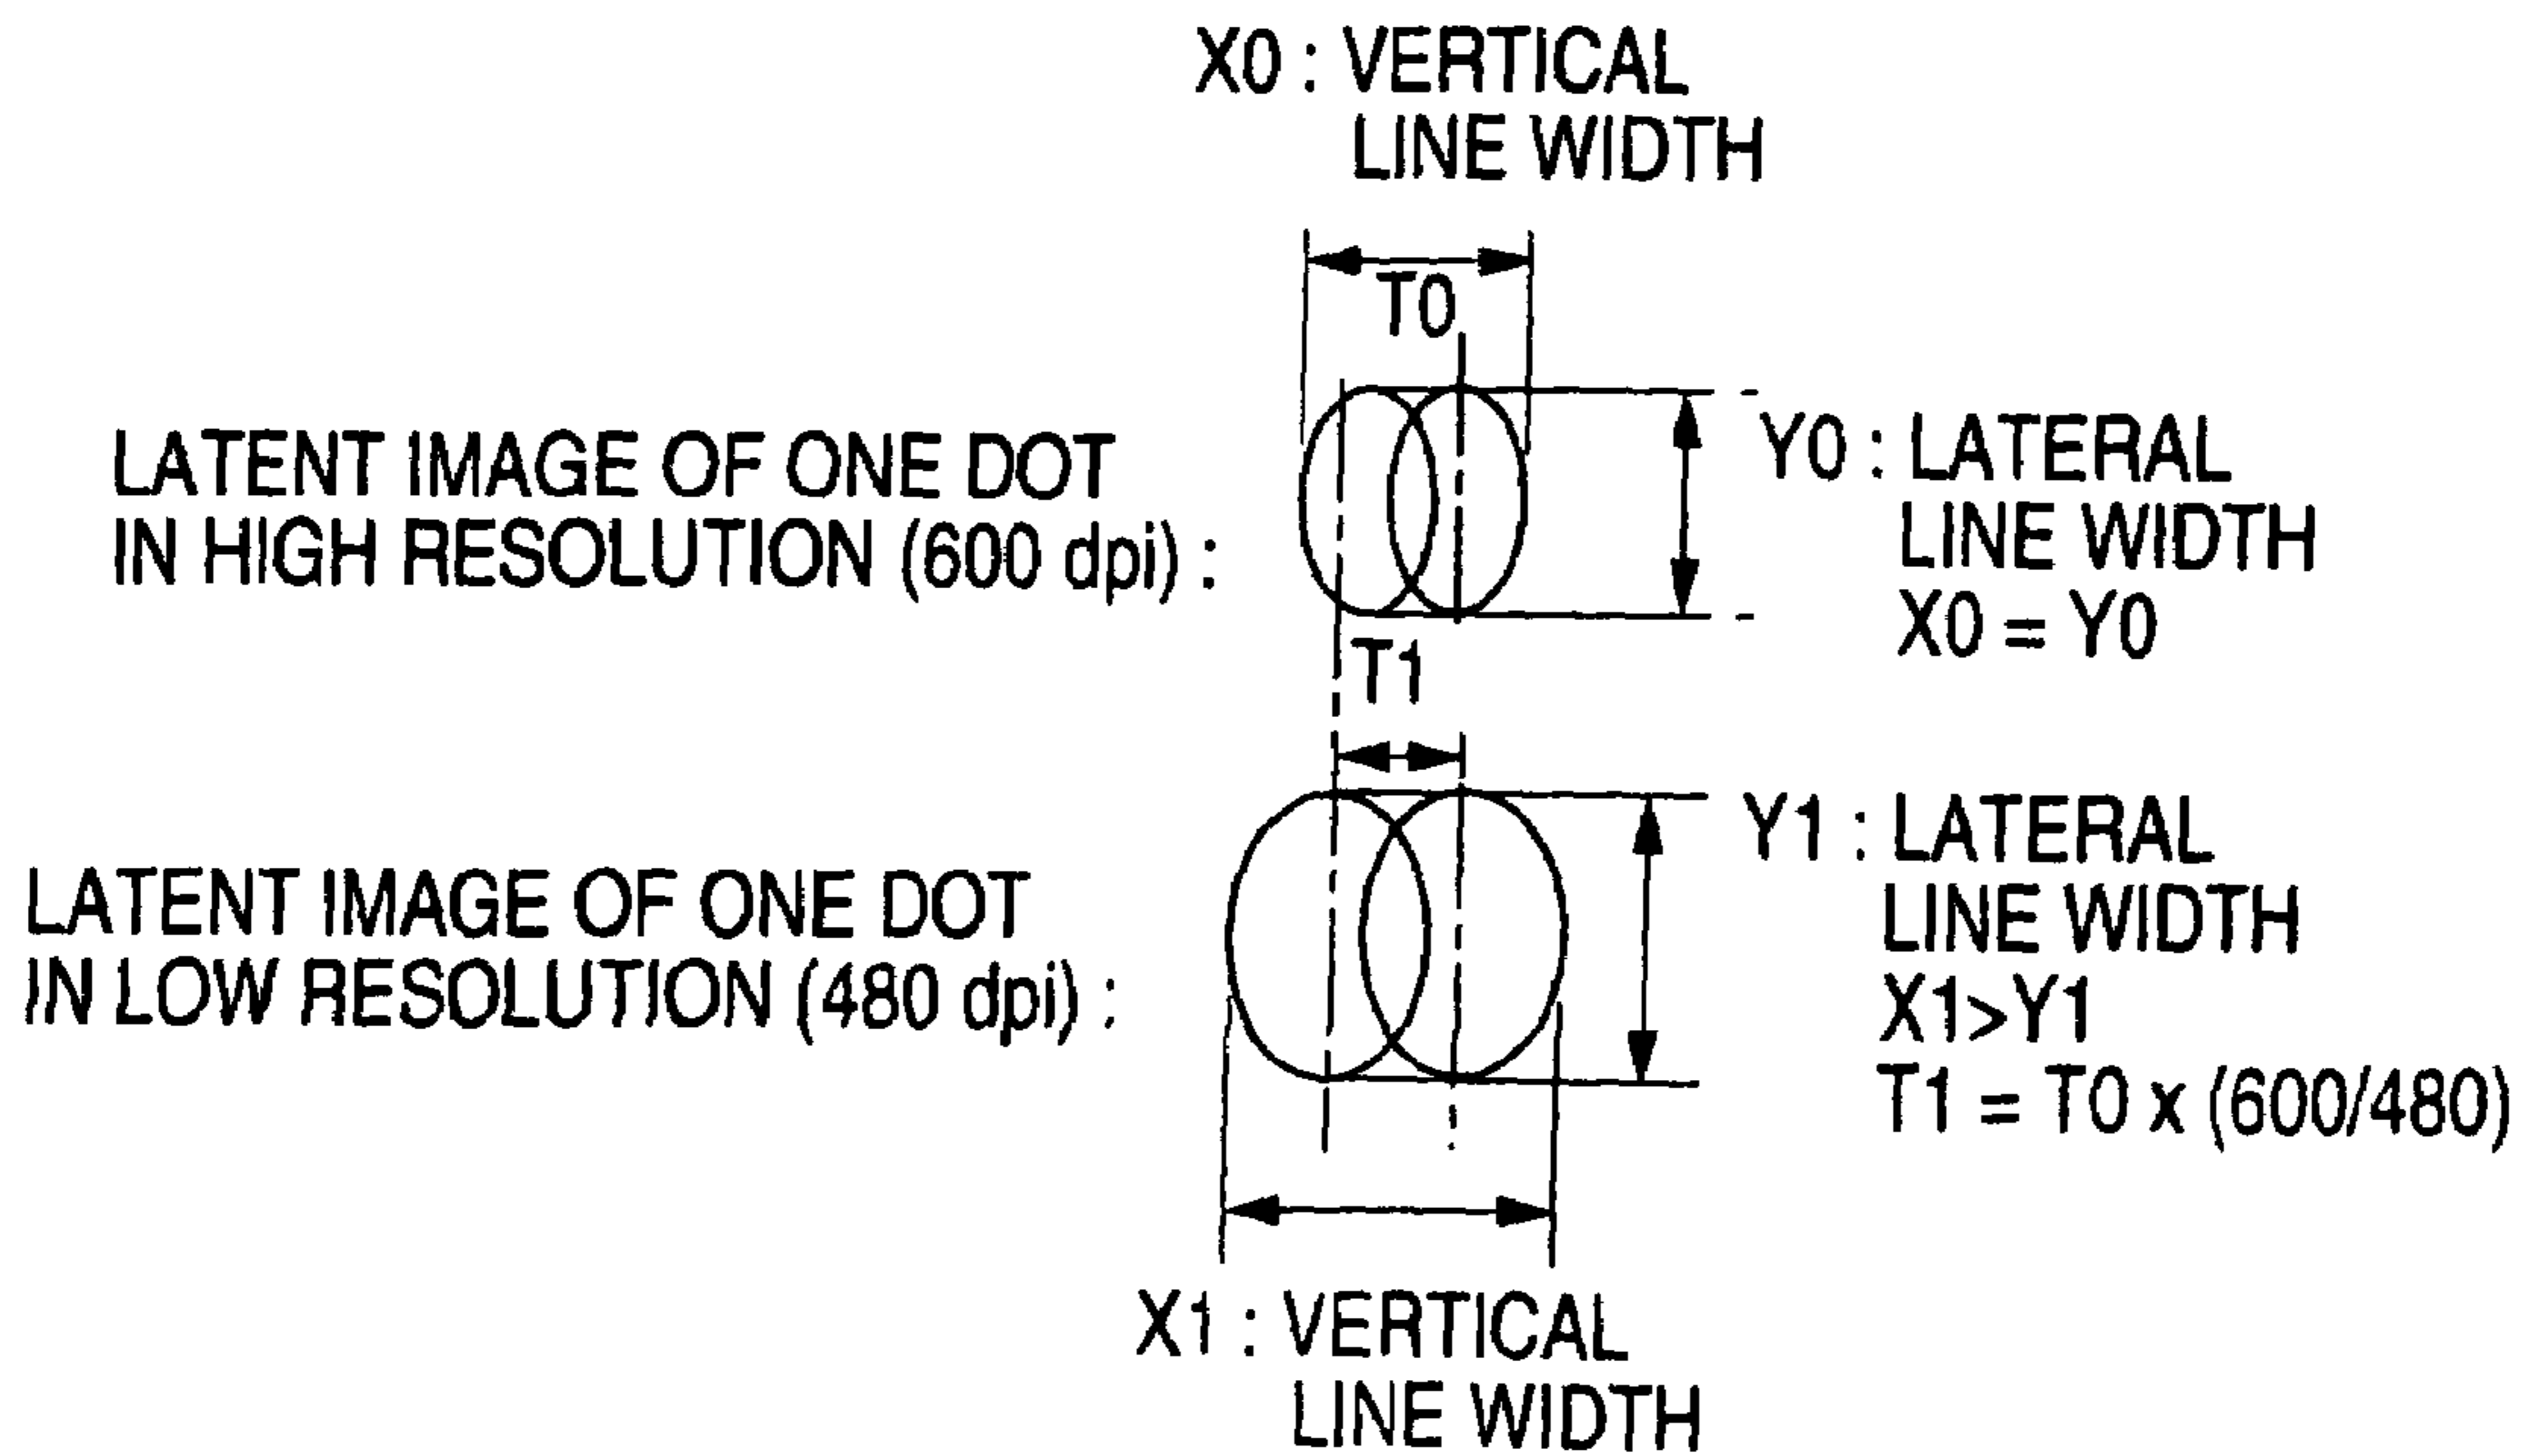 X0 : VERTICAL
LINE WIDTH
T0
LATENT IMAGE OF ONE DOT
IN HIGH RESOLUTION (600 dpi) :
Y0 : LATERAL
LINE WIDTH
X0 = Y0
T1
LATENT IMAGE OF ONE DOT
IN LOW RESOLUTION (480 dpi) :
Y1 : LATERAL
LINE WIDTH
X1>Y1
T1 = T0 x (600/480)
X1 : VERTICAL
LINE WIDTH